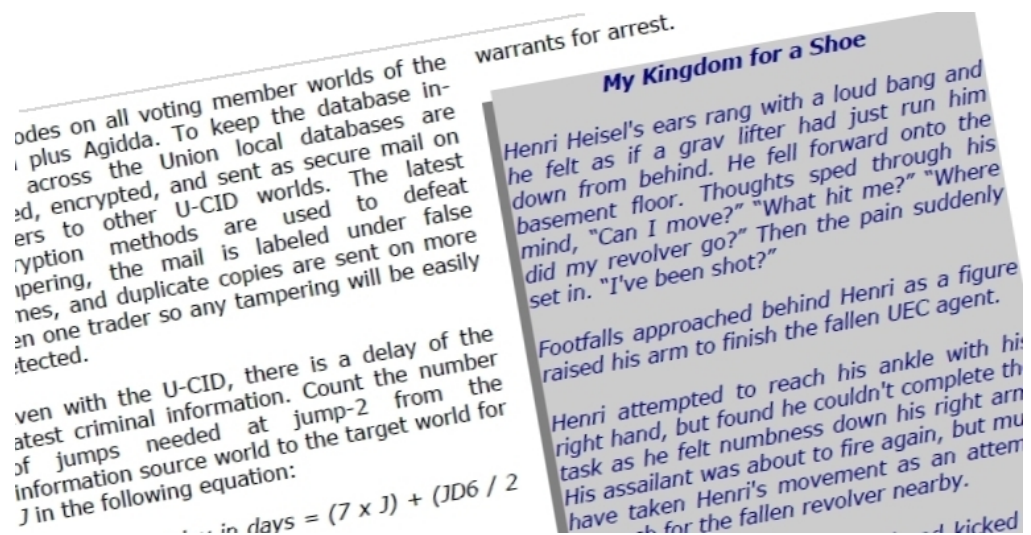 odes on all voting member worlds of the
plus Agidda. To keep the database in-
across the Union local databases are
ed, encrypted, and sent as secure mail on
ers to other U-CID worlds. The latest
ryption methods are used to defeat
mpering, the mail is labeled under false
mes, and duplicate copies are sent on more
en one trader so any tampering will be easily
etected.
ven with the U-CID, there is a delay of the
atest criminal information. Count the number
of jumps needed at jump-2 from the
information source world to the target world for
J in the following equation:
in days = (7 x J) + (JD6 / 2
warrants for arrest.
My Kingdom for a Shoe
Henri Heisel's ears rang with a loud bang and
he felt as if a grav lifter had just run him
down from behind. He fell forward onto the
basement floor. Thoughts sped through his
mind, “Can I move?” “What hit me?” “Where
did my revolver go?” Then the pain suddenly
set in. “I've been shot?”
Footfalls approached behind Henri as a figure
raised his arm to finish the fallen UEC agent.
Henri attempted to reach his ankle with his
right hand, but found he couldn't complete th
task as he felt numbness down his right arm
His assailant was about to fire again, but mu
have taken Henri's movement as an attem
for the fallen revolver nearby.
kicked